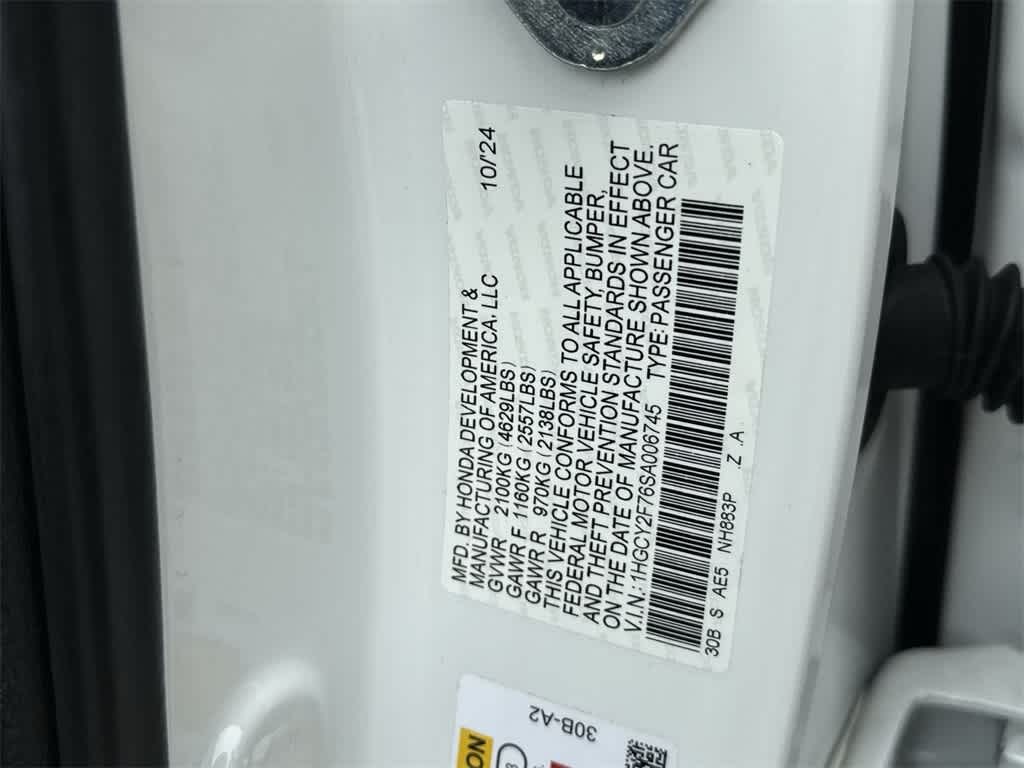 MFD. BY HONDA DEVELOPMENT &
MANUFACTURING OF AMERICA, LLC 10/'24
GVWR 2100KG (4629LBS)
GAWR F 1160KG (2557LBS)
GAWR R 970KG (2138LBS)
THIS VEHICLE CONFORMS TO ALL APPLICABLE
FEDERAL MOTOR VEHICLE SAFETY, BUMPER,
AND THEFT PREVENTION STANDARDS IN EFFECT
ON THE DATE OF MANUFACTURE SHOWN ABOVE.
V.I.N.:1HGCY2F76SA006745 TYPE:PASSENGER CAR
30B S AE5 NH883P .Z .A
30B-A2